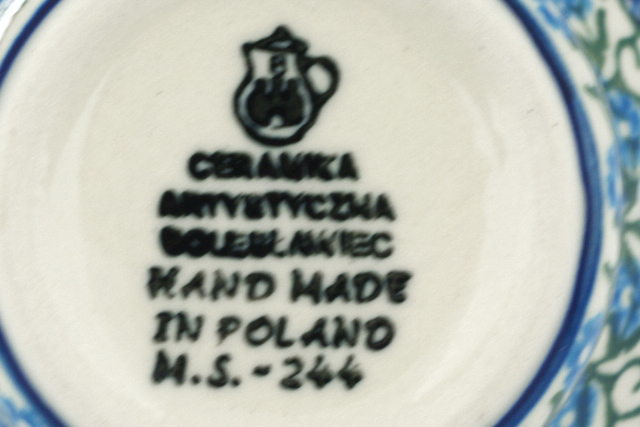 CERAMIKA
ARTYSTYCZNA
BOLESŁAWIEC
HAND MADE
IN POLAND
M.S.-244